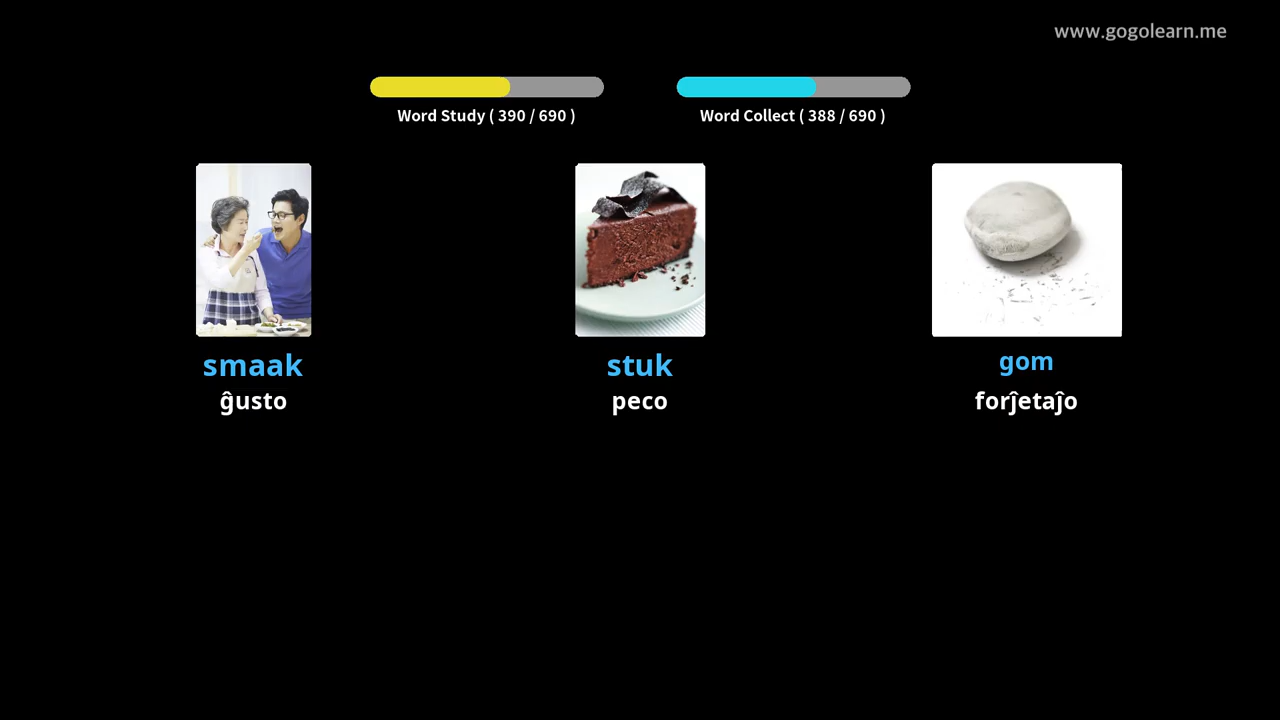 www.gogolearn.me
Word Study ( 390 / 690 )
Word Collect ( 388 / 690 )
smaak
ĝusto
stuk
peco
gom
forĵetaĵo